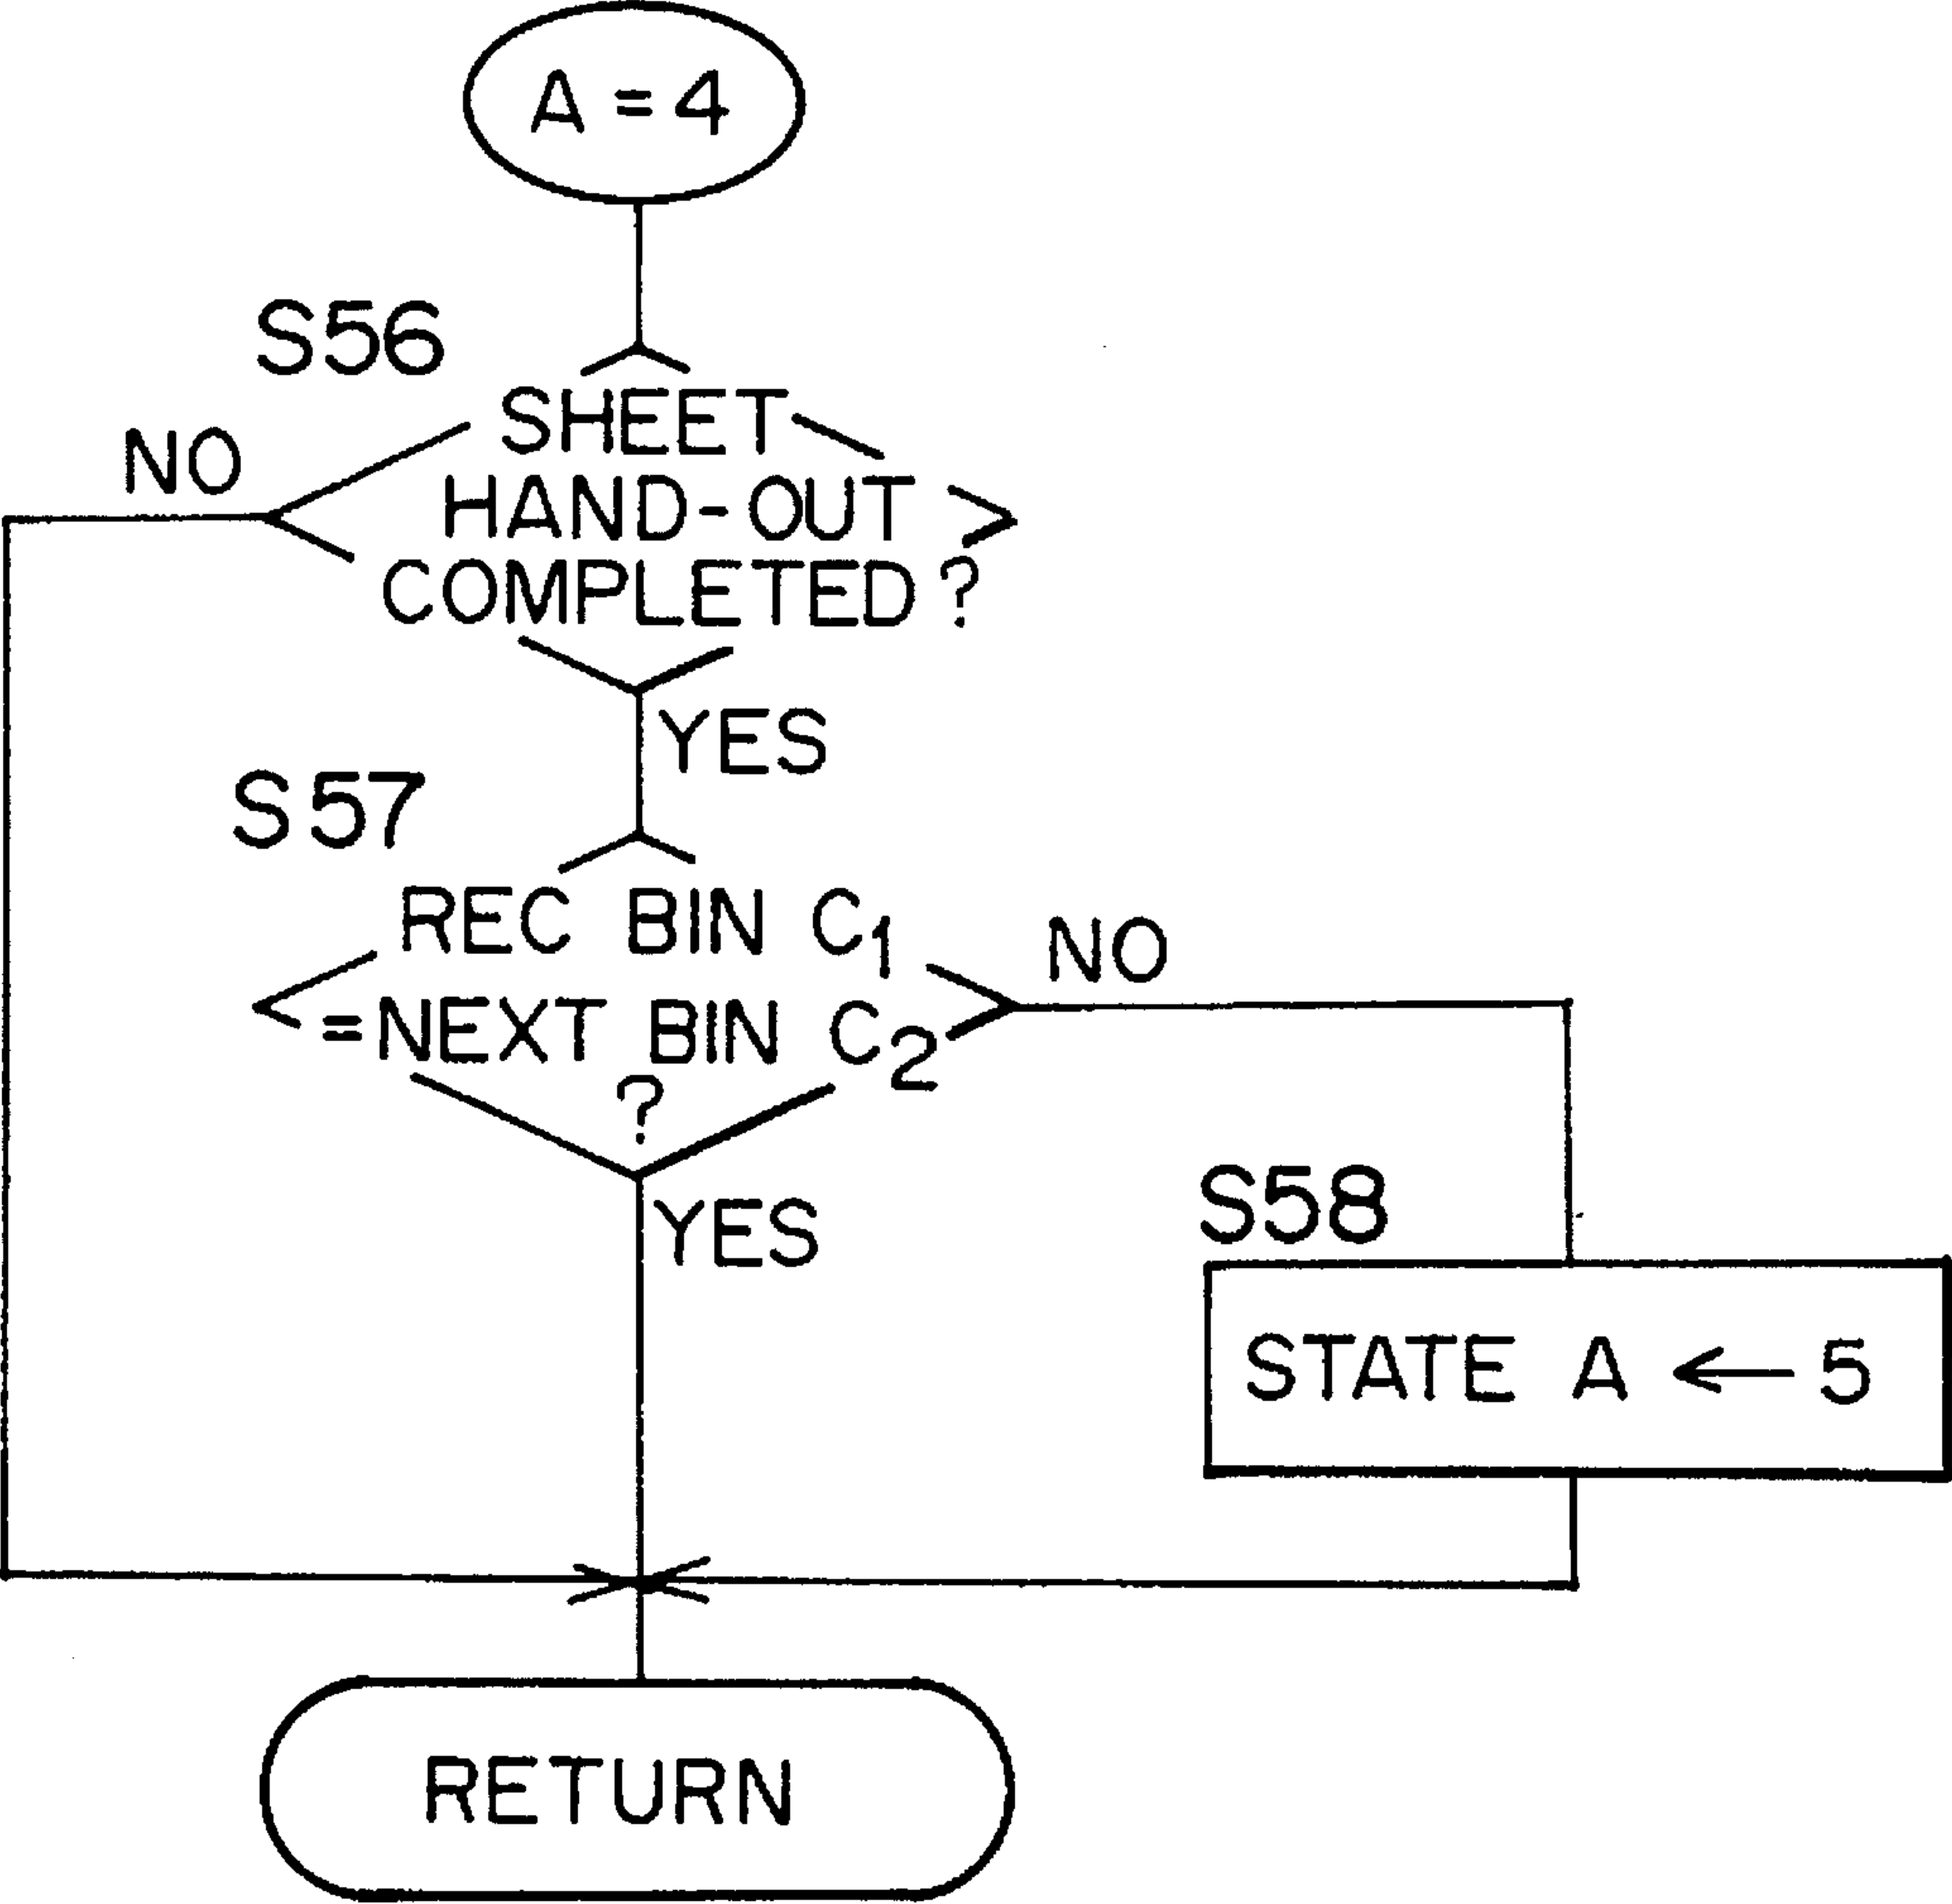 A = 4
S56
NO
SHEET
HAND-OUT
COMPLETED?
YES
S57
REC BIN C1
NO
=NEXT BIN C2
?
YES
S58
STATE A ← 5
RETURN